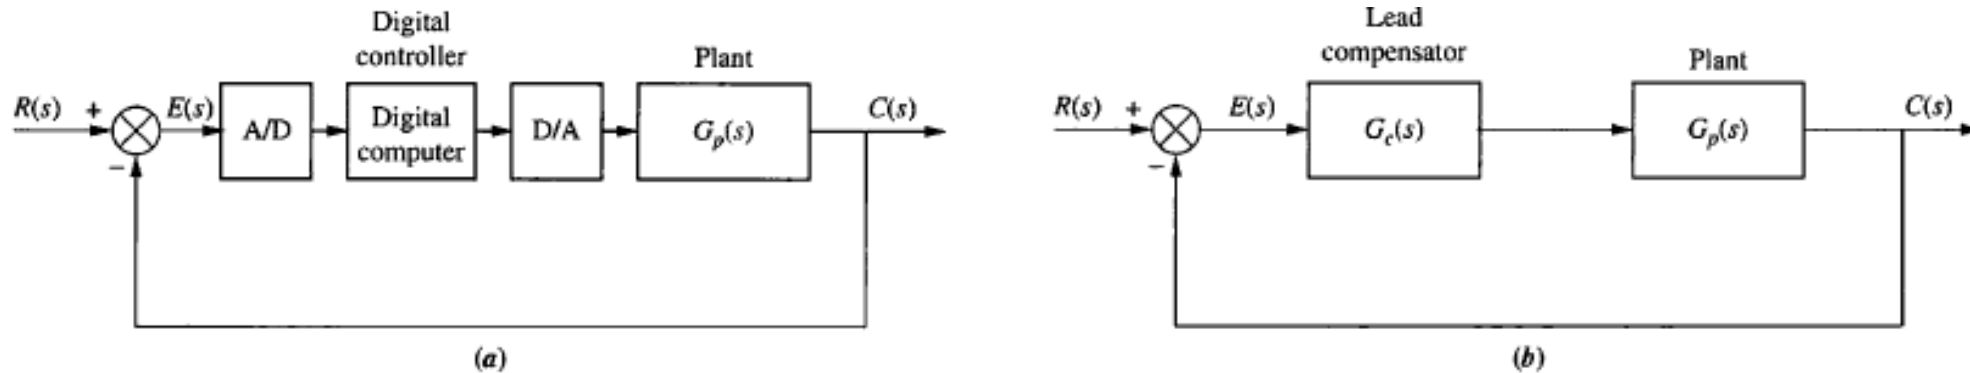 Digital
controller
Plant
R(s)
+
E(s)
A/D
Digital
computer
D/A
G_p(s)
C(s)
−
(a)
Lead
compensator
Plant
R(s)
+
E(s)
G_c(s)
G_p(s)
C(s)
−
(b)